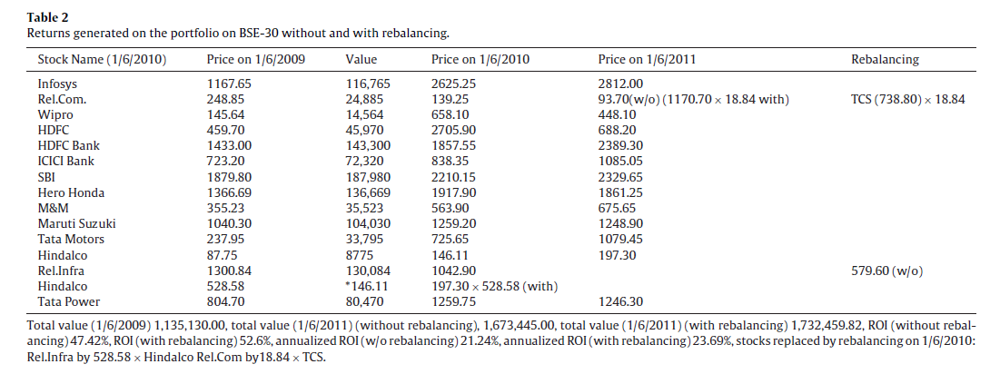 Table 2
Returns generated on the portfolio on BSE-30 without and with rebalancing.
Stock Name (1/6/2010) Price on 1/6/2009 Value Price on 1/6/2010 Price on 1/6/2011 Rebalancing
Infosys 1167.65 116,765 2625.25 2812.00
Rel.Com. 248.85 24,885 139.25 93.70(w/o) (1170.70 × 18.84 with) TCS (738.80) × 18.84
Wipro 145.64 14,564 658.10 448.10
HDFC 459.70 45,970 2705.90 688.20
HDFC Bank 1433.00 143,300 1857.55 2389.30
ICICI Bank 723.20 72,320 838.35 1085.05
SBI 1879.80 187,980 2210.15 2329.65
Hero Honda 1366.69 136,669 1917.90 1861.25
M&M 355.23 35,523 563.90 675.65
Maruti Suzuki 1040.30 104,030 1259.20 1248.90
Tata Motors 237.95 33,795 725.65 1079.45
Hindalco 87.75 8775 146.11 197.30
Rel.Infra 1300.84 130,084 1042.90 579.60 (w/o)
Hindalco 528.58 *146.11 197.30 × 528.58 (with)
Tata Power 804.70 80,470 1259.75 1246.30
Total value (1/6/2009) 1,135,130.00, total value (1/6/2011) (without rebalancing), 1,673,445.00, total value (1/6/2011) (with rebalancing) 1,732,459.82, ROI (without rebal-
ancing) 47.42%, ROI (with rebalancing) 52.6%, annualized ROI (w/o rebalancing) 21.24%, annualized ROI (with rebalancing) 23.69%, stocks replaced by rebalancing on 1/6/2010:
Rel.Infra by 528.58 × Hindalco Rel.Com by18.84 × TCS.